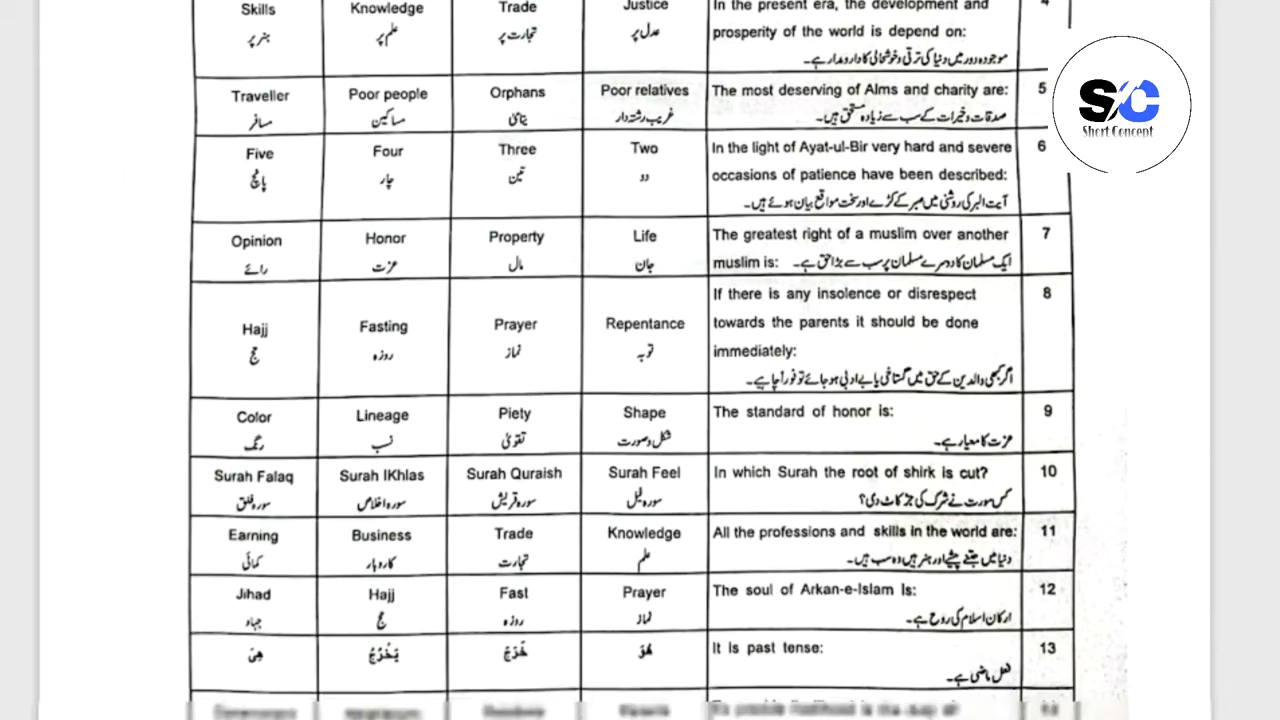 Skills Knowledge Trade Justice In the present era, the development and 4
ہنر پر علم پر تجارت پر عدل پر prosperity of the world is depend on:
موجودہ دور میں دنیا کی ترقی و خوشحالی کا دارومدار ہے۔
Traveller Poor people Orphans Poor relatives The most deserving of Alms and charity are: 5
مسافر مساکین یتامیٰ غریب رشتہ دار صدقات و خیرات کے سب سے زیادہ مستحق ہیں۔
Five Four Three Two In the light of Ayat-ul-Bir very hard and severe 6
پانچ چار تین دو occasions of patience have been described:
آیت البر کی روشنی میں صبر کے کڑے اور سخت مواقع بیان ہوئے ہیں۔
Opinion Honor Property Life The greatest right of a muslim over another 7
رائے عزت مال جان muslim is: ایک مسلمان کا دوسرے مسلمان پر سب سے بڑا حق ہے۔
If there is any insolence or disrespect 8
Hajj Fasting Prayer Repentance towards the parents it should be done
حج روزہ نماز توبہ immediately:
اگر کبھی والدین کے حق میں گستاخی یا بے ادبی ہو جائے تو فوراً چاہیے۔
Color Lineage Piety Shape The standard of honor is: 9
رنگ نسب تقویٰ شکل و صورت عزت کا معیار ہے۔
Surah Falaq Surah IKhlas Surah Quraish Surah Feel In which Surah the root of shirk is cut? 10
سورہ فلق سورہ اخلاص سورہ قریش سورہ فیل کس سورت نے شرک کی جڑ کاٹ دی؟
Earning Business Trade Knowledge All the professions and skills in the world are: 11
کمائی کاروبار تجارت علم دنیا میں جتنے پیشے اور ہنر ہیں وہ سب ہیں۔
Jihad Hajj Fast Prayer The soul of Arkan-e-Islam Is: 12
جہاد حج روزہ نماز ارکان اسلام کی روح ہے۔
هِيَ يَخْرُجُ خَرَجَ هُوَ It is past tense: 13
فعل ماضی ہے۔
SC
Short Concept